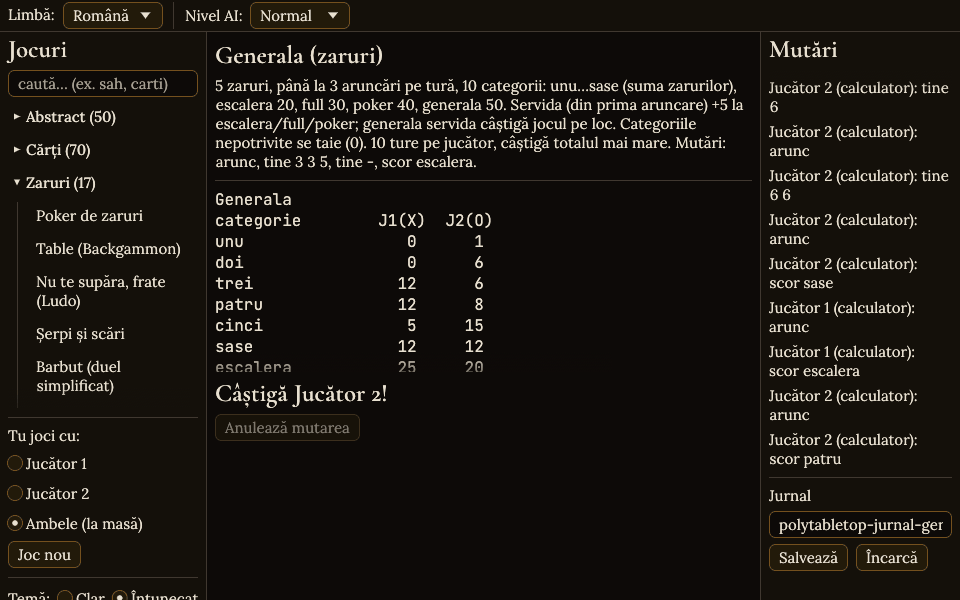 Limbă: Română ▼ Nivel AI: Normal ▼
Jocuri
caută... (ex. sah, carti)
▸ Abstract (50)
▸ Cărți (70)
▾ Zaruri (17)
Poker de zaruri
Table (Backgammon)
Nu te supăra, frate
(Ludo)
Șerpi și scări
Barbut (duel
simplificat)
Tu joci cu:
Jucător 1
Jucător 2
Ambele (la masă)
Joc nou
Temă: Clar Întunecat
Generala (zaruri)
5 zaruri, până la 3 aruncări pe tură, 10 categorii: unu...sase (suma zarurilor),
escalera 20, full 30, poker 40, generala 50. Servida (din prima aruncare) +5 la
escalera/full/poker; generala servida câștigă jocul pe loc. Categoriile
nepotrivite se taie (0). 10 ture pe jucător, câștigă totalul mai mare. Mutări:
arunc, tine 3 3 5, tine -, scor escalera.
Generala
categorie J1(X) J2(O)
unu 0 1
doi 0 6
trei 12 6
patru 12 8
cinci 5 15
sase 12 12
escalera 25 20
Câștigă Jucător 2!
Anulează mutarea
Mutări
Jucător 2 (calculator): tine
6
Jucător 2 (calculator):
arunc
Jucător 2 (calculator): tine
6 6
Jucător 2 (calculator):
arunc
Jucător 2 (calculator):
scor sase
Jucător 1 (calculator):
arunc
Jucător 1 (calculator):
scor escalera
Jucător 2 (calculator):
arunc
Jucător 2 (calculator):
scor patru
Jurnal
polytabletop-jurnal-ger
Salvează Încarcă